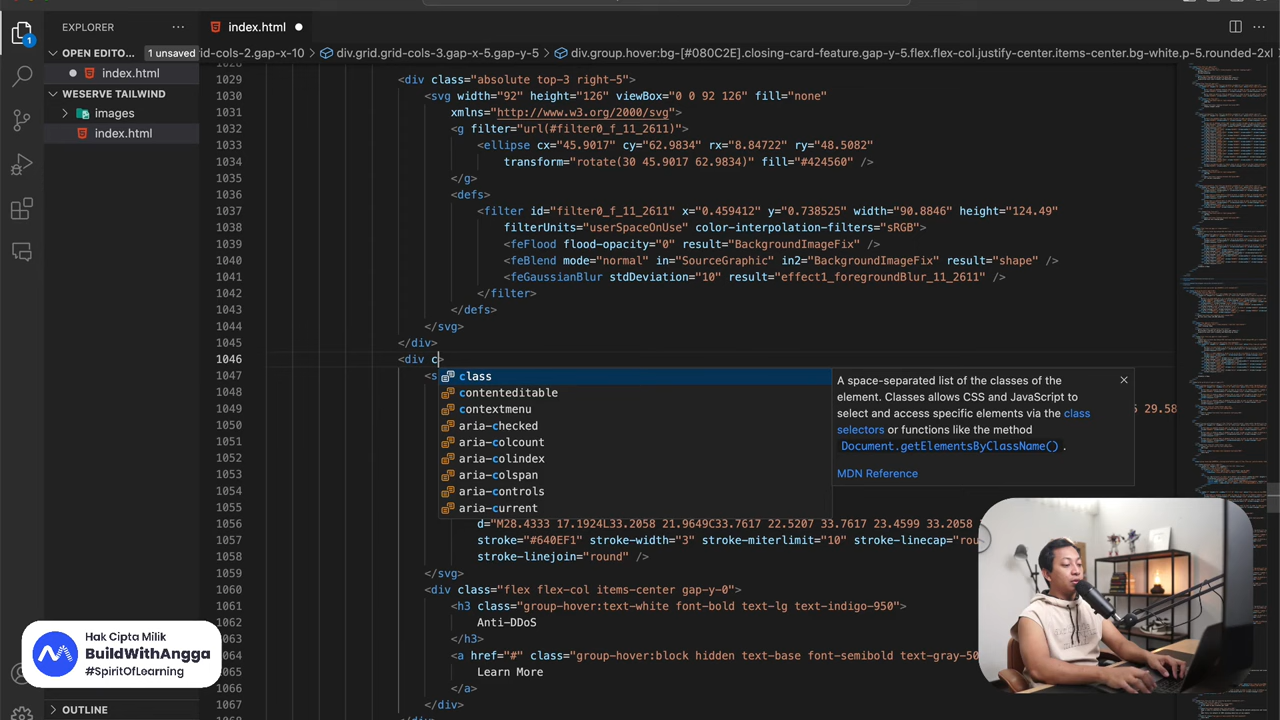 EXPLORER
index.html
OPEN EDITO...
1 unsaved
id-cols-2.gap-x-10
div.grid.grid-cols-3.gap-x-5.gap-y-5
div.group.hover:bg-[#080C2E].closing-card-feature.gap-y-5.flex.flex-col.justify-center.items-center.bg-white.p-5.rounded-2xl
index.html
WESERVE TAILWIND
images
index.html
1
1029 <div class="absolute top-3 right-5">
1030 <svg width="92" height="126" viewBox="0 0 92 126" fill="none"
1031 xmlns="http://www.w3.org/2000/svg">
1032 <g filter="url(#filter0_f_11_2611)">
1033 <ellipse 5.9017" cy="62.9834" rx="8.84722" ry="45.5082"
1034 transform="rotate(30 45.9017 62.9834)" fill="#424260" />
1035 </g>
1036 <defs>
1037 <filter id="filter0_f_11_2611" x="0.459412" width="90.8846" height="124.49"
1038 filterUnits="userSpaceOnUse" color-interpolation-filters="sRGB">
1039 <feFlood flood-opacity="0" result="BackgroundImageFix" />
1040 <feBlend mode="normal" in="SourceGraphic" in2="BackgroundImageFix" result="shape" />
1041 <feGaussianBlur stdDeviation="10" result="effect1_foregroundBlur_11_2611" />
1042 </filter>
1043 </defs>
1044 </svg>
1045 </div>
1046 <div c>
1047 <s
class
contenteditable
contextmenu
aria-checked
aria-colcount
aria-colindex
aria-colspan
aria-controls
aria-current
A space-separated list of the classes of the
element. Classes allow CSS and JavaScript to
select and access specific elements via the class
selectors or functions like the method
Document.getElementsByClassName() .
MDN Reference
1048
1049 6 29.58
1050
1051
1052
1053
1054
1055
1056 d="M28.4333 17.1924L33.2058 21.9649C33.7617 22.5207 33.7617 23.4599 33.2058
1057 stroke="#640EF1" stroke-width="3" stroke-miterlimit="10" stroke-linecap="rou
1058 stroke-linejoin="round" />
1059 </svg>
1060 <div class="flex flex-col items-center gap-y-0">
1061 <h3 class="group-hover:text-white font-bold text-lg text-indigo-950">
1062 Anti-DDoS
1063 </h3>
1064 <a href="#" class="group-hover:block hidden text-base font-semibold text-gray-50
1065 Learn More
1066 </a>
1067 </div>
Hak Cipta Milik
BuildWithAngga
#SpiritOfLearning
OUTLINE